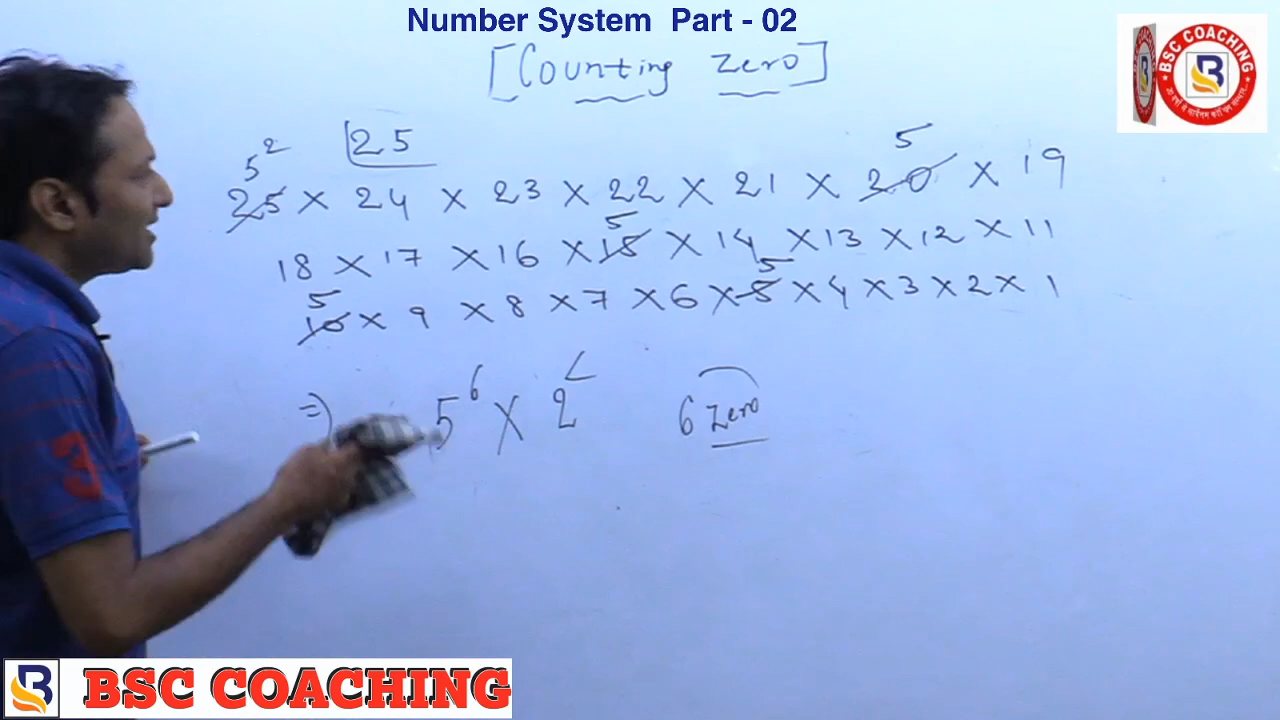 Number System Part - 02
[Counting Zero]
BSC COACHING
|25
5² 5
25 × 24 × 23 × 22 × 21 × 20 × 19
5
18 × 17 × 16 × 15 × 14 × 13 × 12 × 11
5 5
10 × 9 × 8 × 7 × 6 × 5 × 4 × 3 × 2 × 1
⇒ 5⁶ × 2 6 Zero
3
BSC COACHING